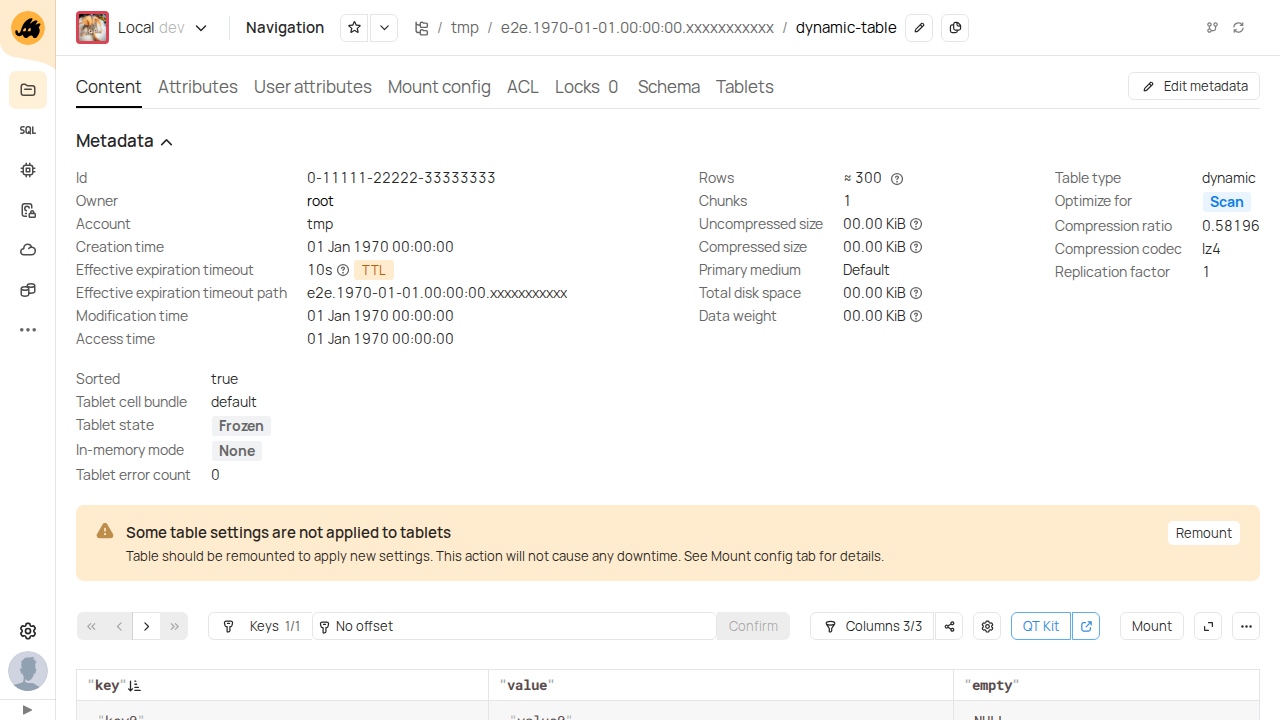 Local dev
Navigation
/ tmp / e2e.1970-01-01.00:00:00.xxxxxxxxxxx / dynamic-table
SQL
Content Attributes User attributes Mount config ACL Locks 0 Schema Tablets
Edit metadata
Metadata
Id 0-11111-22222-33333333
Owner root
Account tmp
Creation time 01 Jan 1970 00:00:00
Effective expiration timeout 10s TTL
Effective expiration timeout path e2e.1970-01-01.00:00:00.xxxxxxxxxxx
Modification time 01 Jan 1970 00:00:00
Access time 01 Jan 1970 00:00:00
Rows ≈ 300
Chunks 1
Uncompressed size 00.00 KiB
Compressed size 00.00 KiB
Primary medium Default
Total disk space 00.00 KiB
Data weight 00.00 KiB
Table type dynamic
Optimize for Scan
Compression ratio 0.58196
Compression codec lz4
Replication factor 1
Sorted true
Tablet cell bundle default
Tablet state Frozen
In-memory mode None
Tablet error count 0
Some table settings are not applied to tablets
Table should be remounted to apply new settings. This action will not cause any downtime. See Mount config tab for details.
Remount
Keys 1/1 No offset Confirm Columns 3/3 QT Kit Mount
"key" "value" "empty"
"key0" "value0" NULL